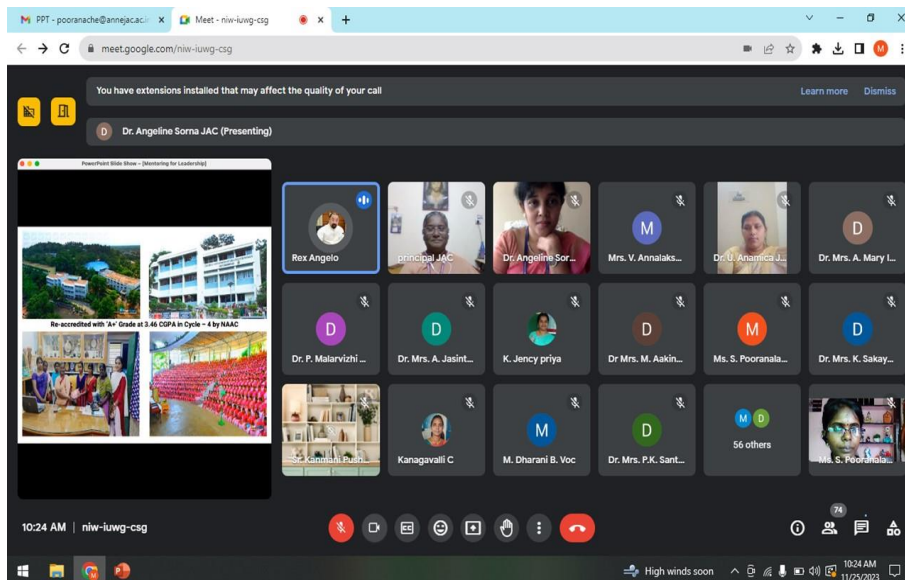 PPT - pooranache@annejac.ac.i
Meet - niw-iuwg-csg
meet.google.com/niw-iuwg-csg
M
You have extensions installed that may affect the quality of your call
Learn more
Dismiss
D
Dr. Angeline Sorna JAC (Presenting)
PowerPoint Slide Show - [Mentoring for Leadership]
Re-accredited with 'A+' Grade at 3.46 CGPA in Cycle – 4 by NAAC
Rex Angelo
principal JAC
Dr. Angeline Sor...
M
Mrs. V. Annalaks...
Dr. U. Anamica J...
D
Dr. Mrs. A. Mary I...
D
Dr. P. Malarvizhi ...
D
Dr. Mrs. A. Jasint...
K. Jency priya
D
Dr Mrs. M. Aakin...
M
Ms. S. Pooranala...
D
Dr. Mrs. K. Sakay...
Sr. Kanmani Push...
Kanagavalli C
M
M. Dharani B. Voc
D
Dr. Mrs. P.K. Sant...
M D
56 others
Ms. S. Pooranala...
10:24 AM | niw-iuwg-csg
CC
74
High winds soon
10:24 AM
11/25/2023